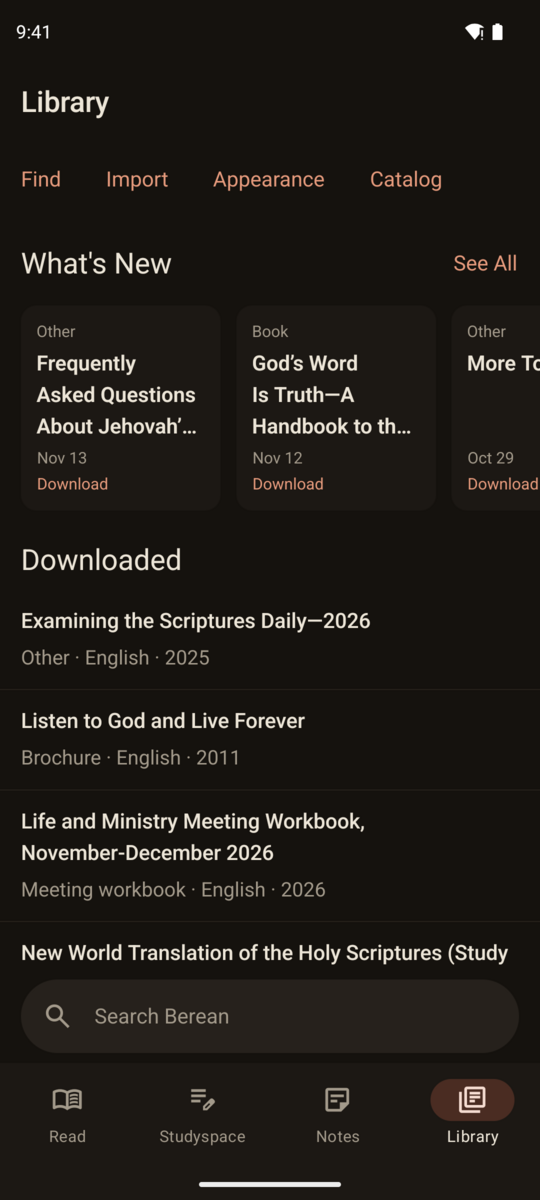 9:41
Library
Find Import Appearance Catalog
What's New See All
Other
Frequently
Asked Questions
About Jehovah’…
Nov 13
Download
Book
God’s Word
Is Truth—A
Handbook to th…
Nov 12
Download
Other
More To
Oct 29
Download
Downloaded
Examining the Scriptures Daily—2026
Other · English · 2025
Listen to God and Live Forever
Brochure · English · 2011
Life and Ministry Meeting Workbook,
November-December 2026
Meeting workbook · English · 2026
New World Translation of the Holy Scriptures (Study
Search Berean
Read Studyspace Notes Library